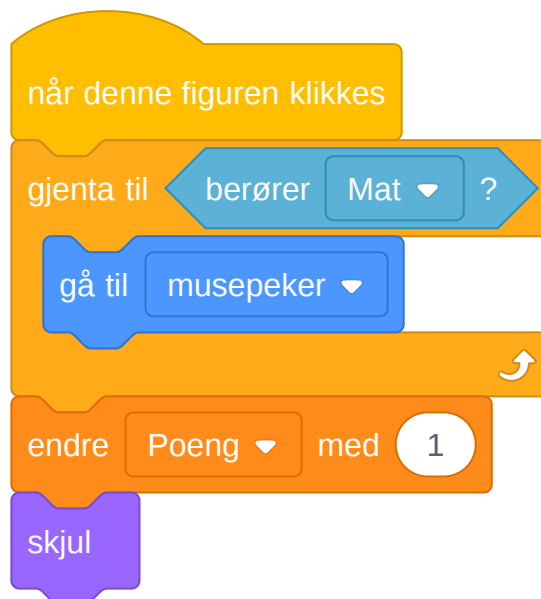 når denne figuren klikkes
gjenta til berører Mat ?
gå til musepeker
endre Poeng med 1
skjul